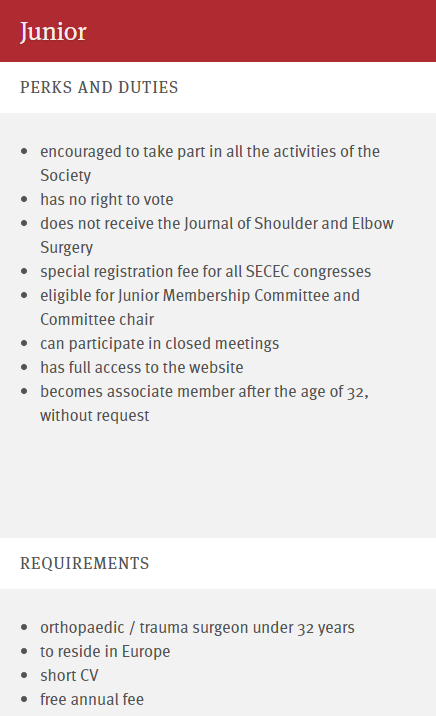 Junior
PERKS AND DUTIES
• encouraged to take part in all the activities of the
Society
• has no right to vote
• does not receive the Journal of Shoulder and Elbow
Surgery
• special registration fee for all SECEC congresses
• eligible for Junior Membership Committee and
Committee chair
• can participate in closed meetings
• has full access to the website
• becomes associate member after the age of 32,
without request
REQUIREMENTS
• orthopaedic / trauma surgeon under 32 years
• to reside in Europe
• short CV
• free annual fee